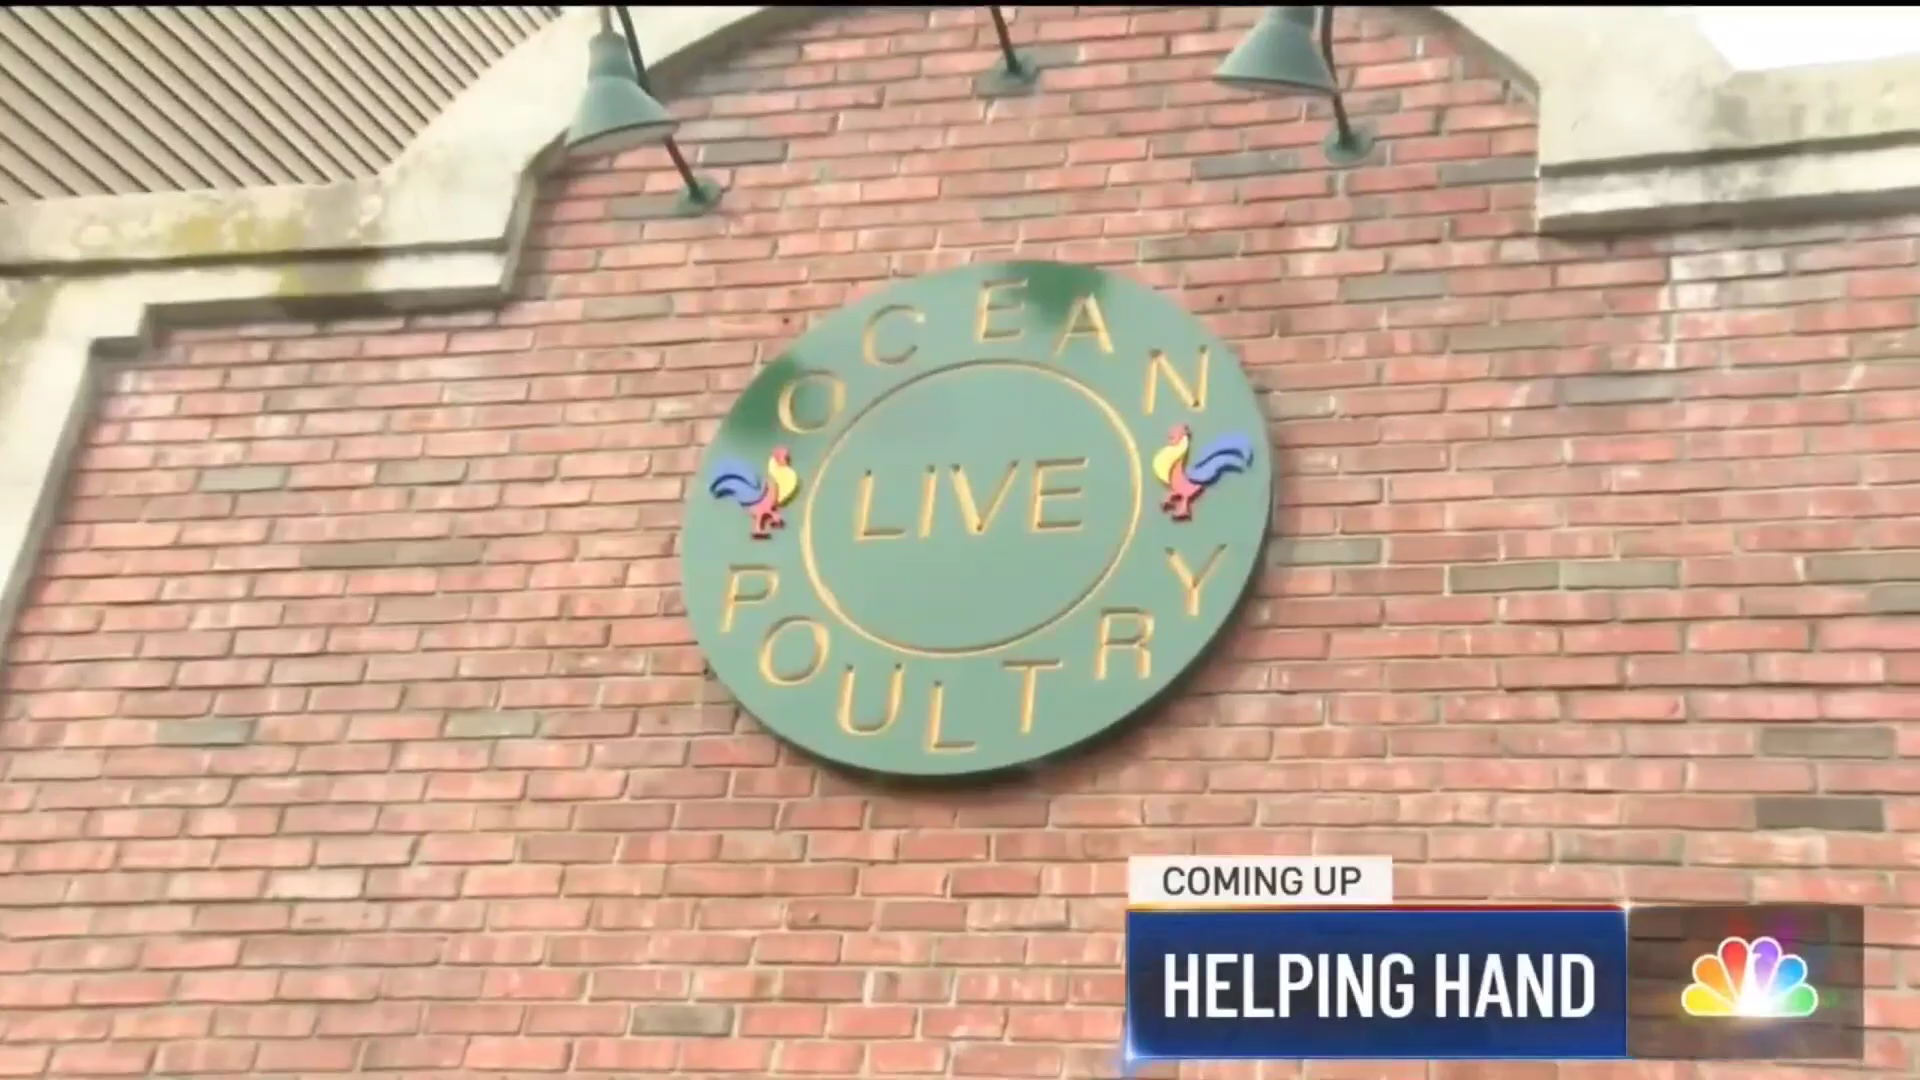 OCEAN
LIVE
POULTRY
COMING UP
HELPING HAND